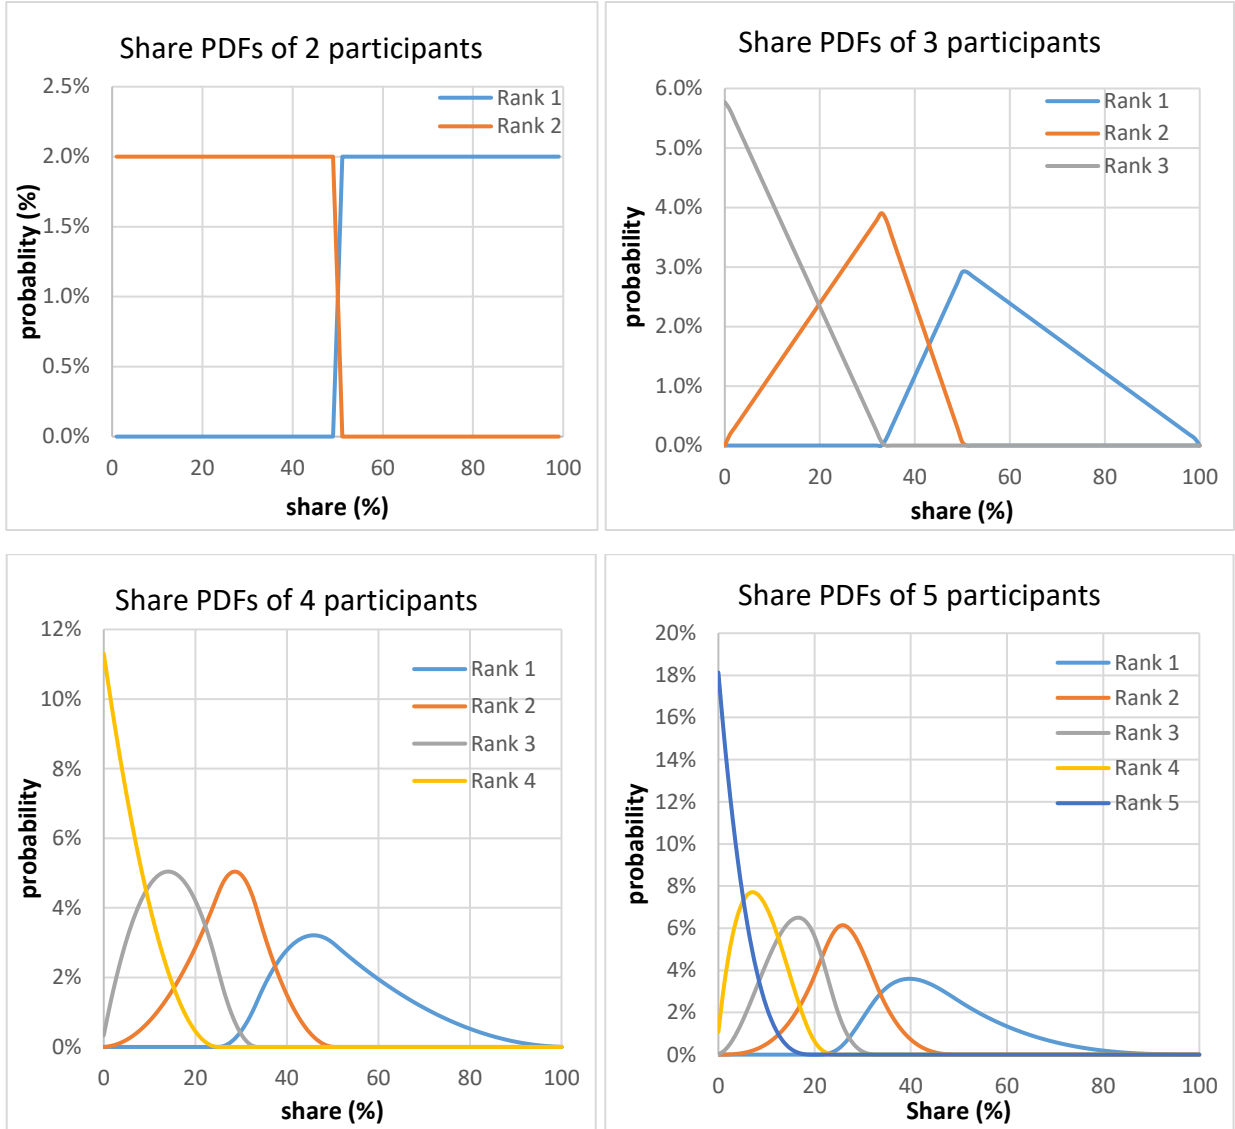 Share PDFs of 2 participants
2.5%
2.0%
1.5%
1.0%
0.5%
0.0%
probablity (%)
0 20 40 60 80 100
share (%)
Rank 1
Rank 2
Share PDFs of 3 participants
6.0%
5.0%
4.0%
3.0%
2.0%
1.0%
0.0%
probability
0 20 40 60 80 100
share (%)
Rank 1
Rank 2
Rank 3
Share PDFs of 4 participants
12%
10%
8%
6%
4%
2%
0%
probability
0 20 40 60 80 100
share (%)
Rank 1
Rank 2
Rank 3
Rank 4
Share PDFs of 5 participants
20%
18%
16%
14%
12%
10%
8%
6%
4%
2%
0%
probability
0 20 40 60 80 100
Share (%)
Rank 1
Rank 2
Rank 3
Rank 4
Rank 5